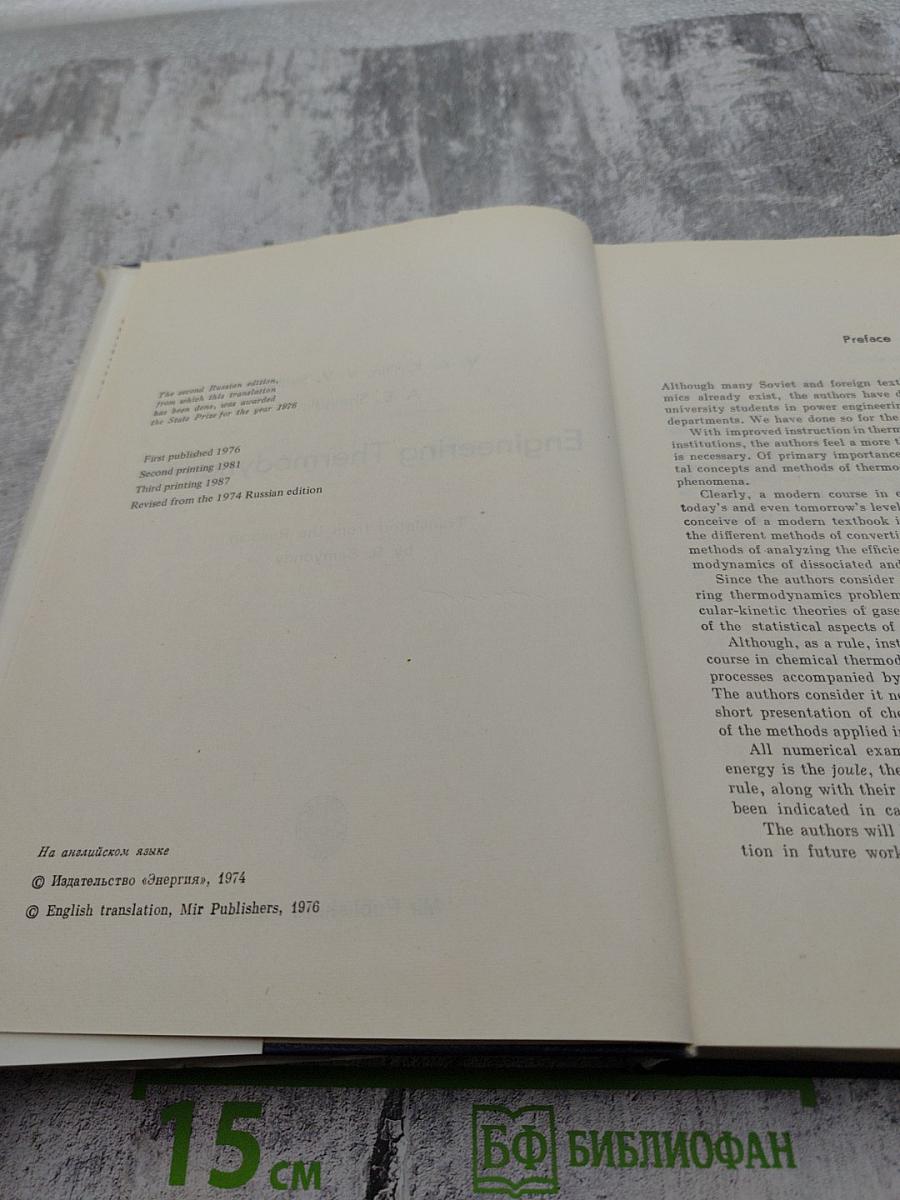 The second Russian edition,
from which this translation
has been done, was awarded
the State Prize for the year 1976
First published 1976
Second printing 1981
Third printing 1987
Revised from the 1974 Russian edition
На английском языке
© Издательство «Энергия», 1974
© English translation, Mir Publishers, 1976
Preface
Although many Soviet and foreign text
mics already exist, the authors have d
university students in power engineerin
departments. We have done so for the
With improved instruction in therm
institutions, the authors feel a more t
is necessary. Of primary importance
tal concepts and methods of thermo
phenomena.
Clearly, a modern course in e
today's and even tomorrow's level
conceive of a modern textbook i
the different methods of converti
methods of analyzing the efficie
modynamics of dissociated and
Since the authors consider
ring thermodynamics problem
cular-kinetic theories of gase
of the statistical aspects of
Although, as a rule, inst
course in chemical thermod
processes accompanied by
The authors consider it ne
short presentation of che
of the methods applied i
All numerical exam
energy is the joule, the
rule, along with their
been indicated in ca
The authors will
tion in future work
15 см
БФ БИБЛИОФАН